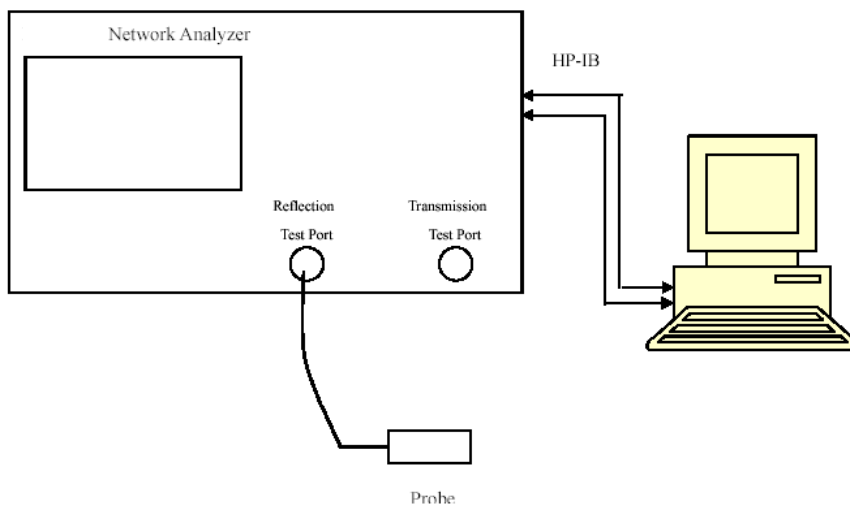 Network Analyzer
HP-IB
Reflection
Test Port
Transmission
Test Port
Probe